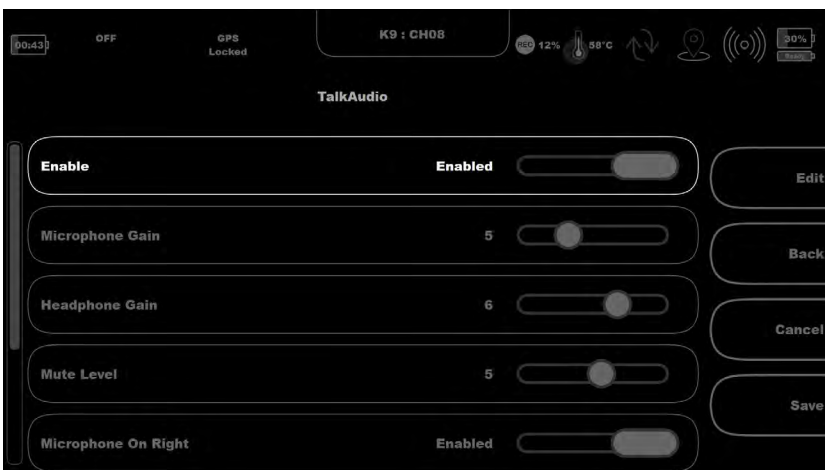 00:43
OFF
GPS
Locked
K9 : CH08
REC 12%
58°C
30%
Ready
TalkAudio
Enable Enabled
Microphone Gain 5
Headphone Gain 6
Mute Level 5
Microphone On Right Enabled
Edit
Back
Cancel
Save